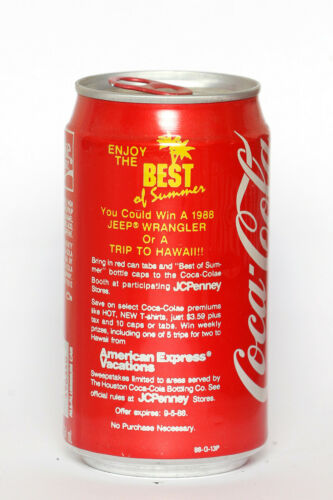 ENJOY
THE
BEST
of Summer
You Could Win A 1988
JEEP® WRANGLER
Or A
TRIP TO HAWAII!!
Bring in red can tabs and "Best of Sum-
mer" bottle caps to the Coca-Cola®
Booth at participating JCPenney
Stores.
Save on select Coca-Cola® premiums
like HOT, NEW T-shirts, just $3.59 plus
tax and 10 caps or tabs. Win weekly
prizes, including one of 5 trips for two to
Hawaii from
American Express®
Vacations
Sweepstakes limited to areas served by
The Houston Coca-Cola Bottling Co. See
official rules at JCPenney Stores.
Offer expires: 9-5-88.
No Purchase Necessary.
88-G-13P
Coca-Cola